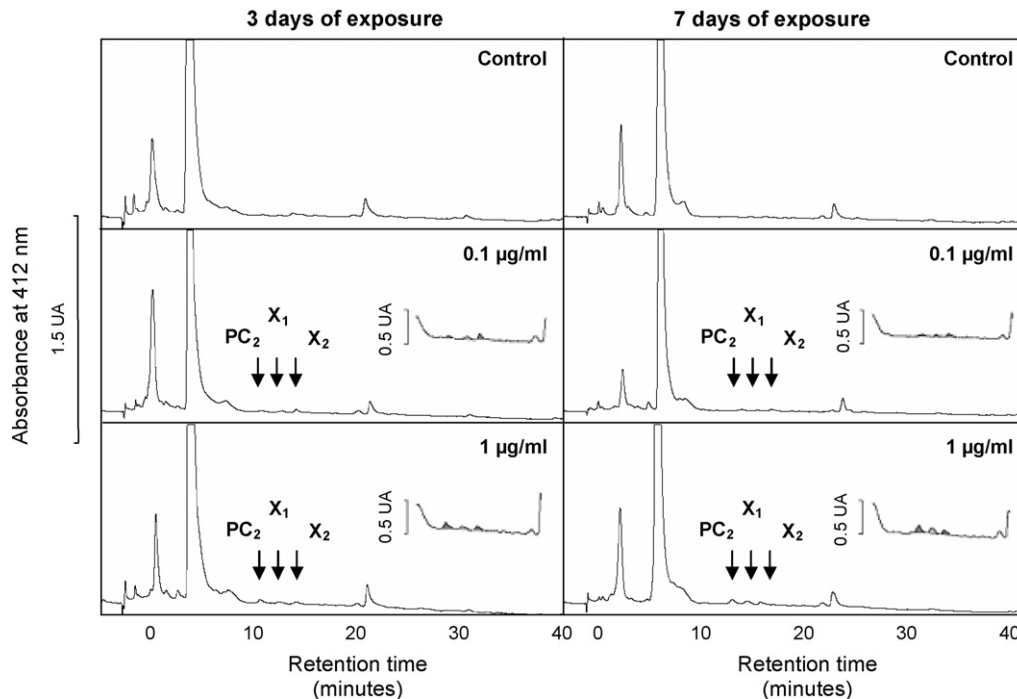 3 days of exposure
7 days of exposure
Control
Control
Absorbance at 412 nm
1.5 UA
0.1 µg/ml
X₁
PC₂
X₂
0.5 UA
0.1 µg/ml
X₁
PC₂
X₂
0.5 UA
1 µg/ml
X₁
PC₂
X₂
0.5 UA
1 µg/ml
X₁
PC₂
X₂
0.5 UA
0 10 20 30 40
0 10 20 30 40
Retention time
(minutes)
Retention time
(minutes)